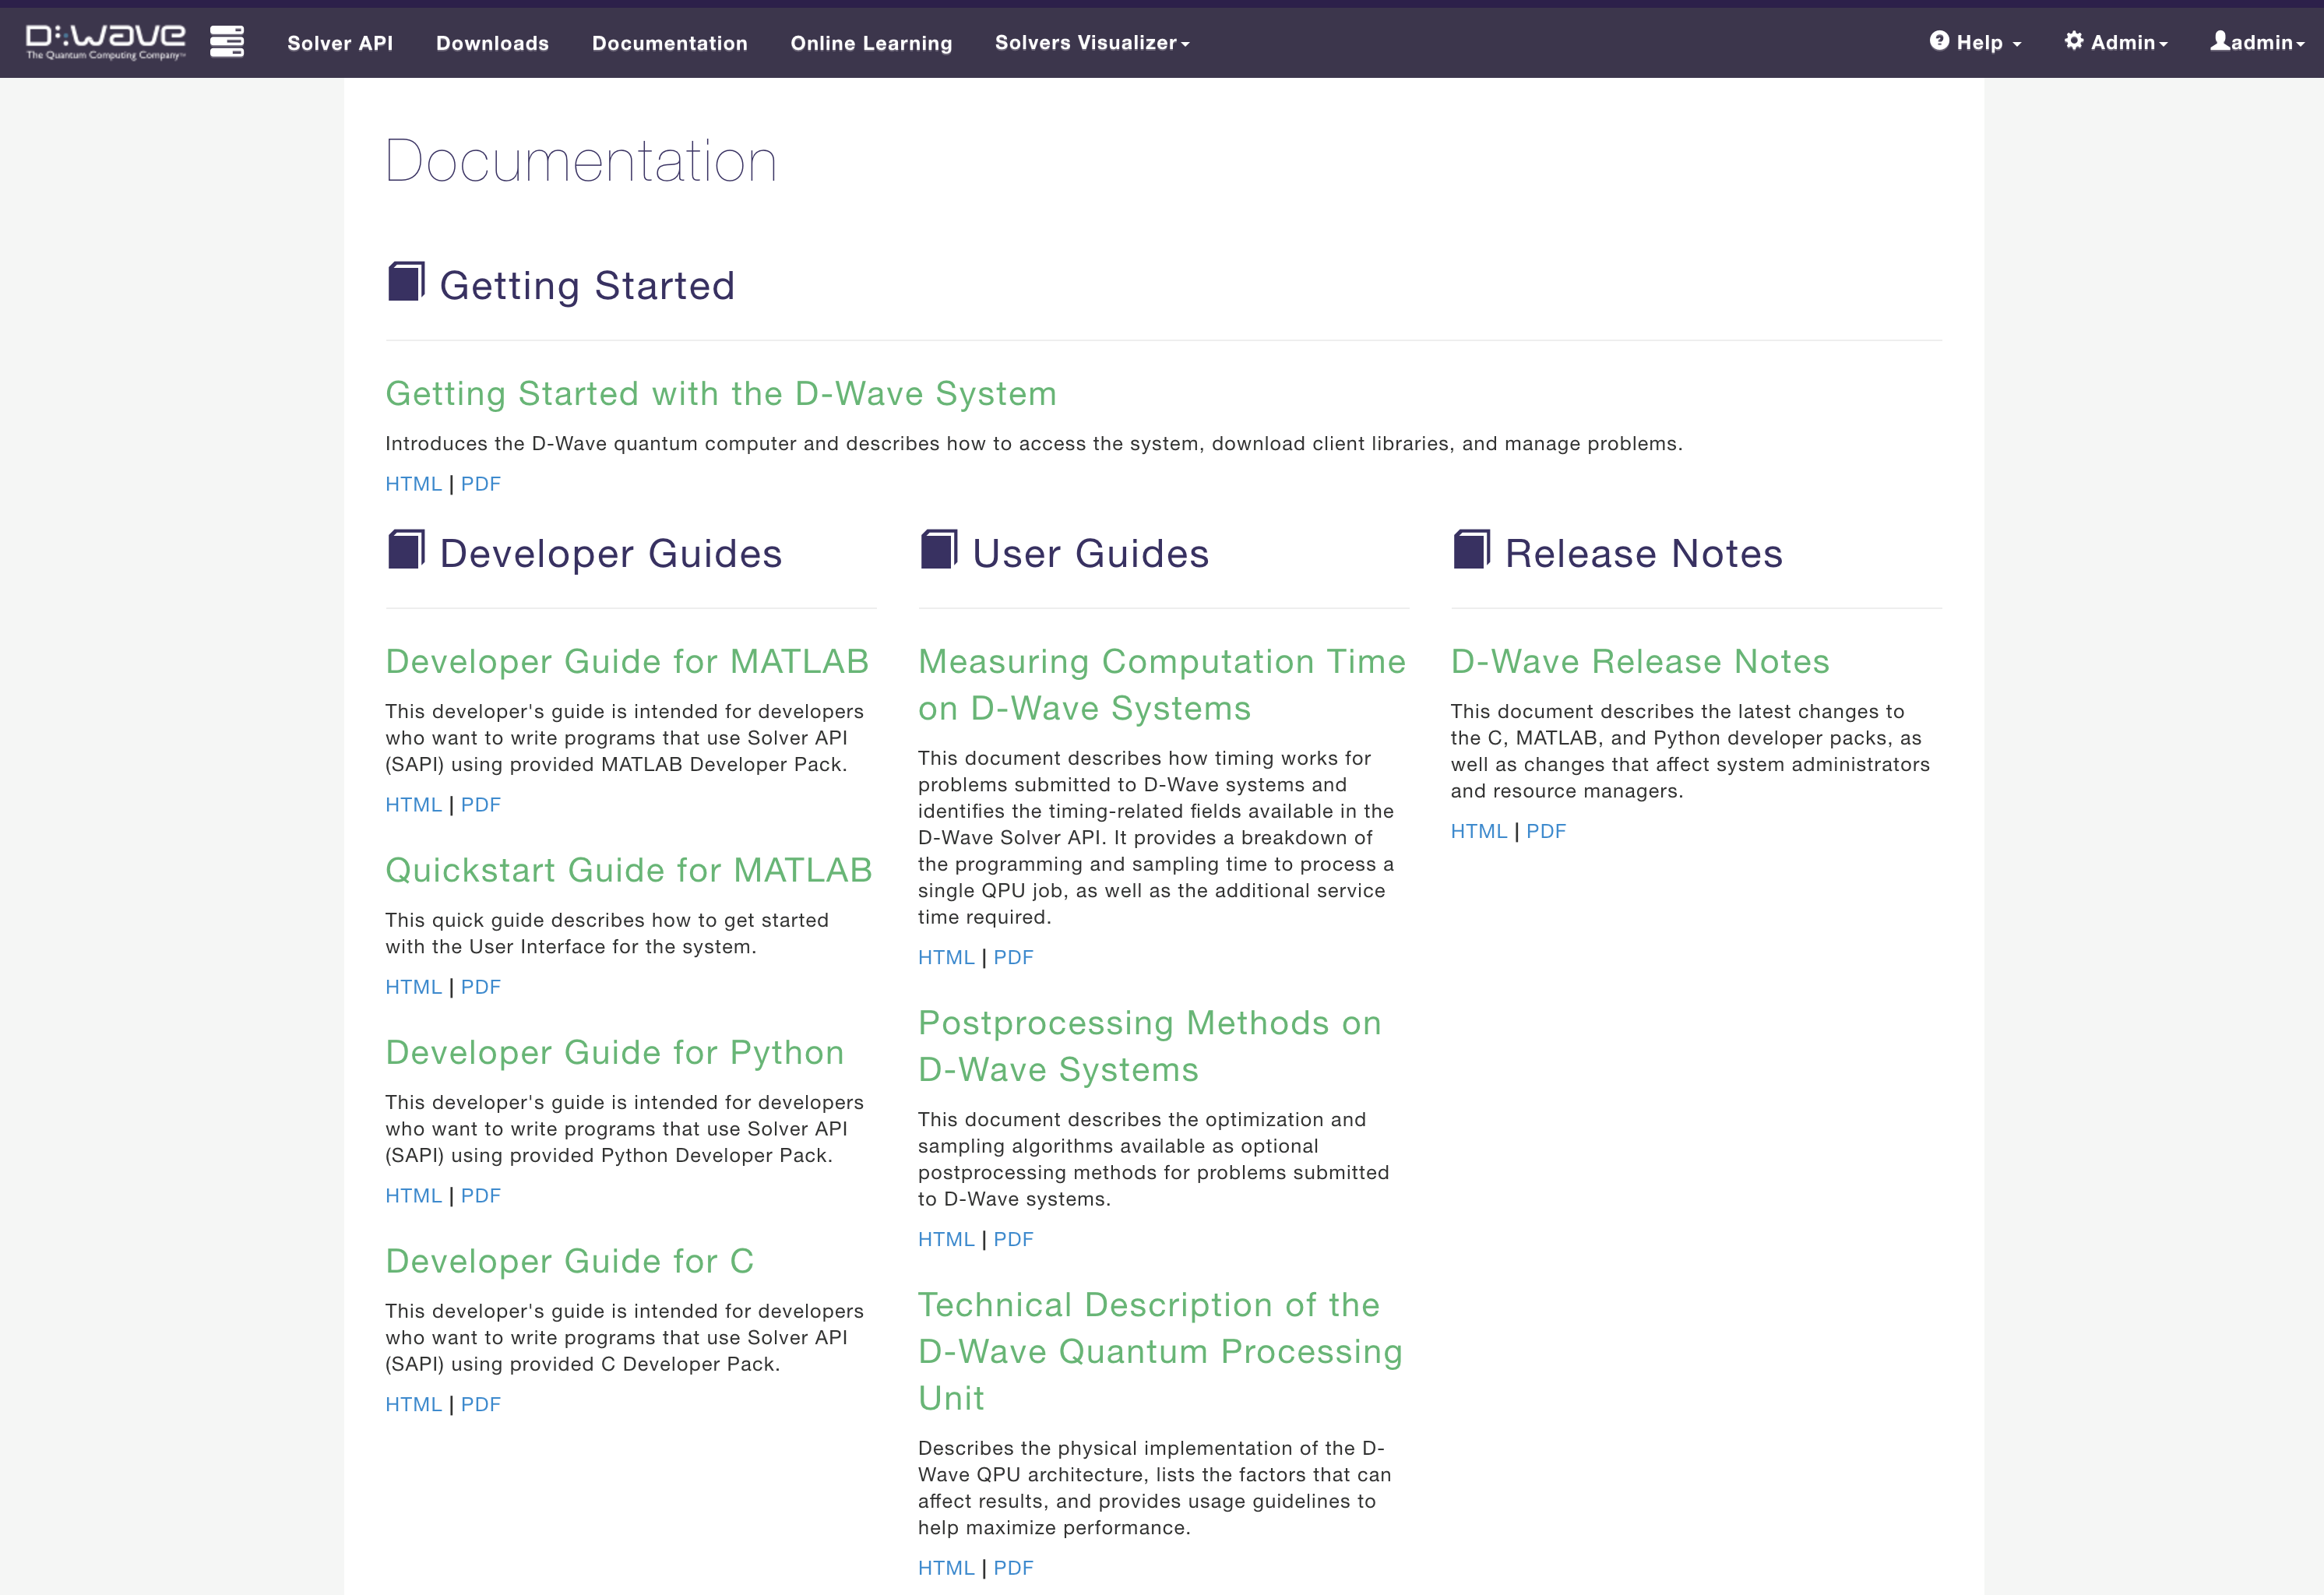 D:Wave
The Quantum Computing Company™
Solver API
Downloads
Documentation
Online Learning
Solvers Visualizer
Help
Admin
admin
Documentation
Getting Started
Getting Started with the D-Wave System
Introduces the D-Wave quantum computer and describes how to access the system, download client libraries, and manage problems.
HTML | PDF
Developer Guides
Developer Guide for MATLAB
This developer's guide is intended for developers
who want to write programs that use Solver API
(SAPI) using provided MATLAB Developer Pack.
HTML | PDF
Quickstart Guide for MATLAB
This quick guide describes how to get started
with the User Interface for the system.
HTML | PDF
Developer Guide for Python
This developer's guide is intended for developers
who want to write programs that use Solver API
(SAPI) using provided Python Developer Pack.
HTML | PDF
Developer Guide for C
This developer's guide is intended for developers
who want to write programs that use Solver API
(SAPI) using provided C Developer Pack.
HTML | PDF
User Guides
Measuring Computation Time
on D-Wave Systems
This document describes how timing works for
problems submitted to D-Wave systems and
identifies the timing-related fields available in the
D-Wave Solver API. It provides a breakdown of
the programming and sampling time to process a
single QPU job, as well as the additional service
time required.
HTML | PDF
Postprocessing Methods on
D-Wave Systems
This document describes the optimization and
sampling algorithms available as optional
postprocessing methods for problems submitted
to D-Wave systems.
HTML | PDF
Technical Description of the
D-Wave Quantum Processing
Unit
Describes the physical implementation of the D-
Wave QPU architecture, lists the factors that can
affect results, and provides usage guidelines to
help maximize performance.
HTML | PDF
Release Notes
D-Wave Release Notes
This document describes the latest changes to
the C, MATLAB, and Python developer packs, as
well as changes that affect system administrators
and resource managers.
HTML | PDF